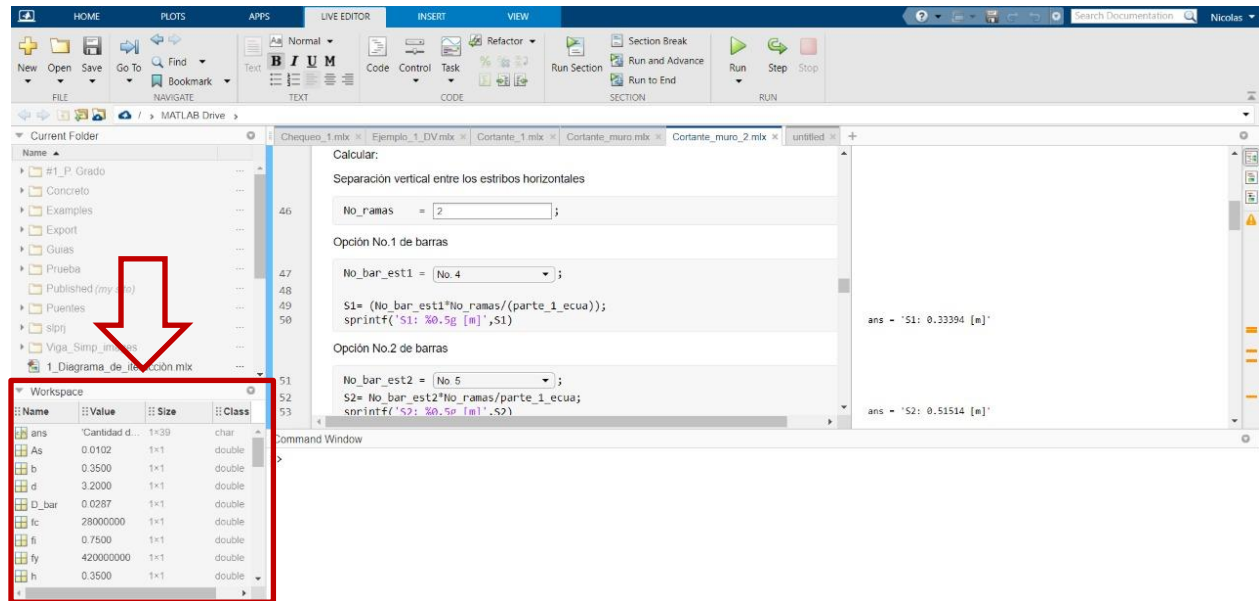 HOME PLOTS APPS LIVE EDITOR INSERT VIEW Search Documentation Nicolas
New Open Save Go To Find Bookmark Text Normal B I U M Code Control Task Refactor Run Section Section Break Run and Advance Run to End Run Step Stop
FILE NAVIGATE TEXT CODE SECTION RUN
/ › MATLAB Drive ›
Current Folder
Name
#1_P. Grado
Concreto
Examples
Export
Guias
Prueba
Published (my
Puentes
slprj
Viga_Simp_
1_Diagrama_de_
Workspace
Name Value Size Class
ans 'Cantidad d... 1×39 char
As 0.0102 1×1 double
b 0.3500 1×1 double
d 3.2000 1×1 double
D_bar 0.0287 1×1 double
fc 28000000 1×1 double
fi 0.7500 1×1 double
fy 420000000 1×1 double
h 0.3500 1×1 double
Chequeo_1.mlx × Ejemplo_1_DV.mlx × Cortante_1.mlx × Cortante_muro.mlx × Cortante_muro_2.mlx × untitled × +
Calcular:
Separación vertical entre los estribos horizontales
46 No_ramas = 2 ;
Opción No.1 de barras
47 No_bar_est1 = No. 4 ;
48
49 S1= (No_bar_est1*No_ramas/(parte_1_ecua));
50 sprintf('S1: %0.5g [m]',S1)
ans = 'S1: 0.33394 [m]'
Opción No.2 de barras
51 No_bar_est2 = No. 5 ;
52 S2= No_bar_est2*No_ramas/parte_1_ecua;
53 sprintf('S2: %0.5g [m]',S2)
ans = 'S2: 0.51514 [m]'
Command Window
>